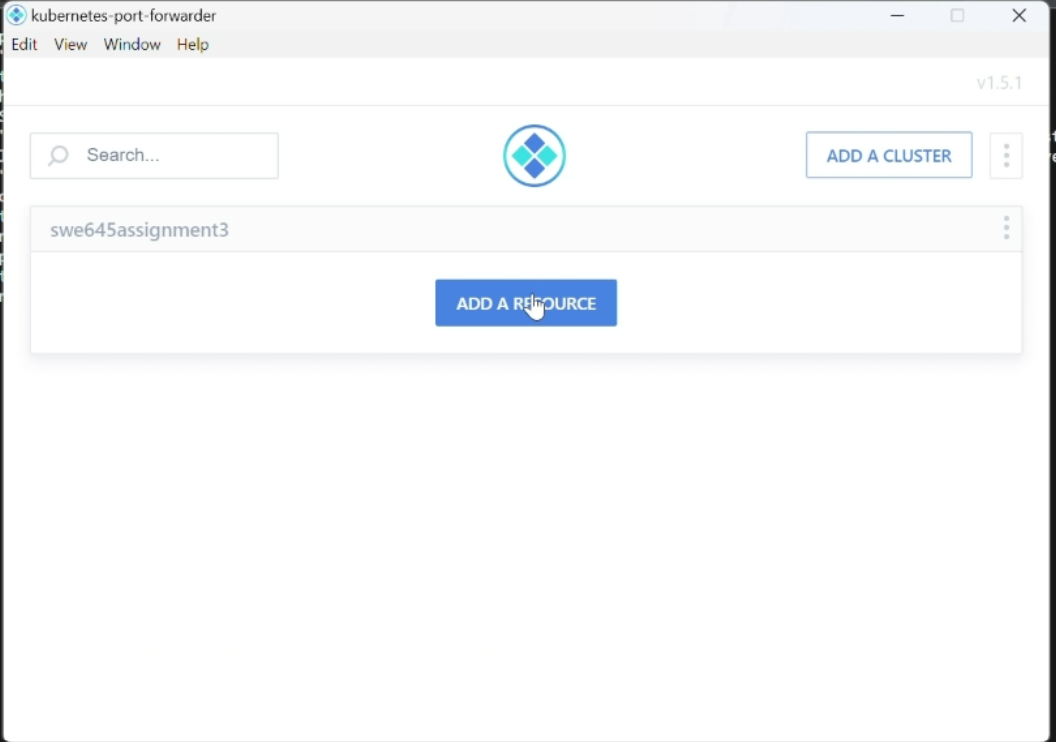 kubernetes-port-forwarder
Edit View Window Help
v1.5.1
Search...
ADD A CLUSTER
swe645assignment3
ADD A RESOURCE